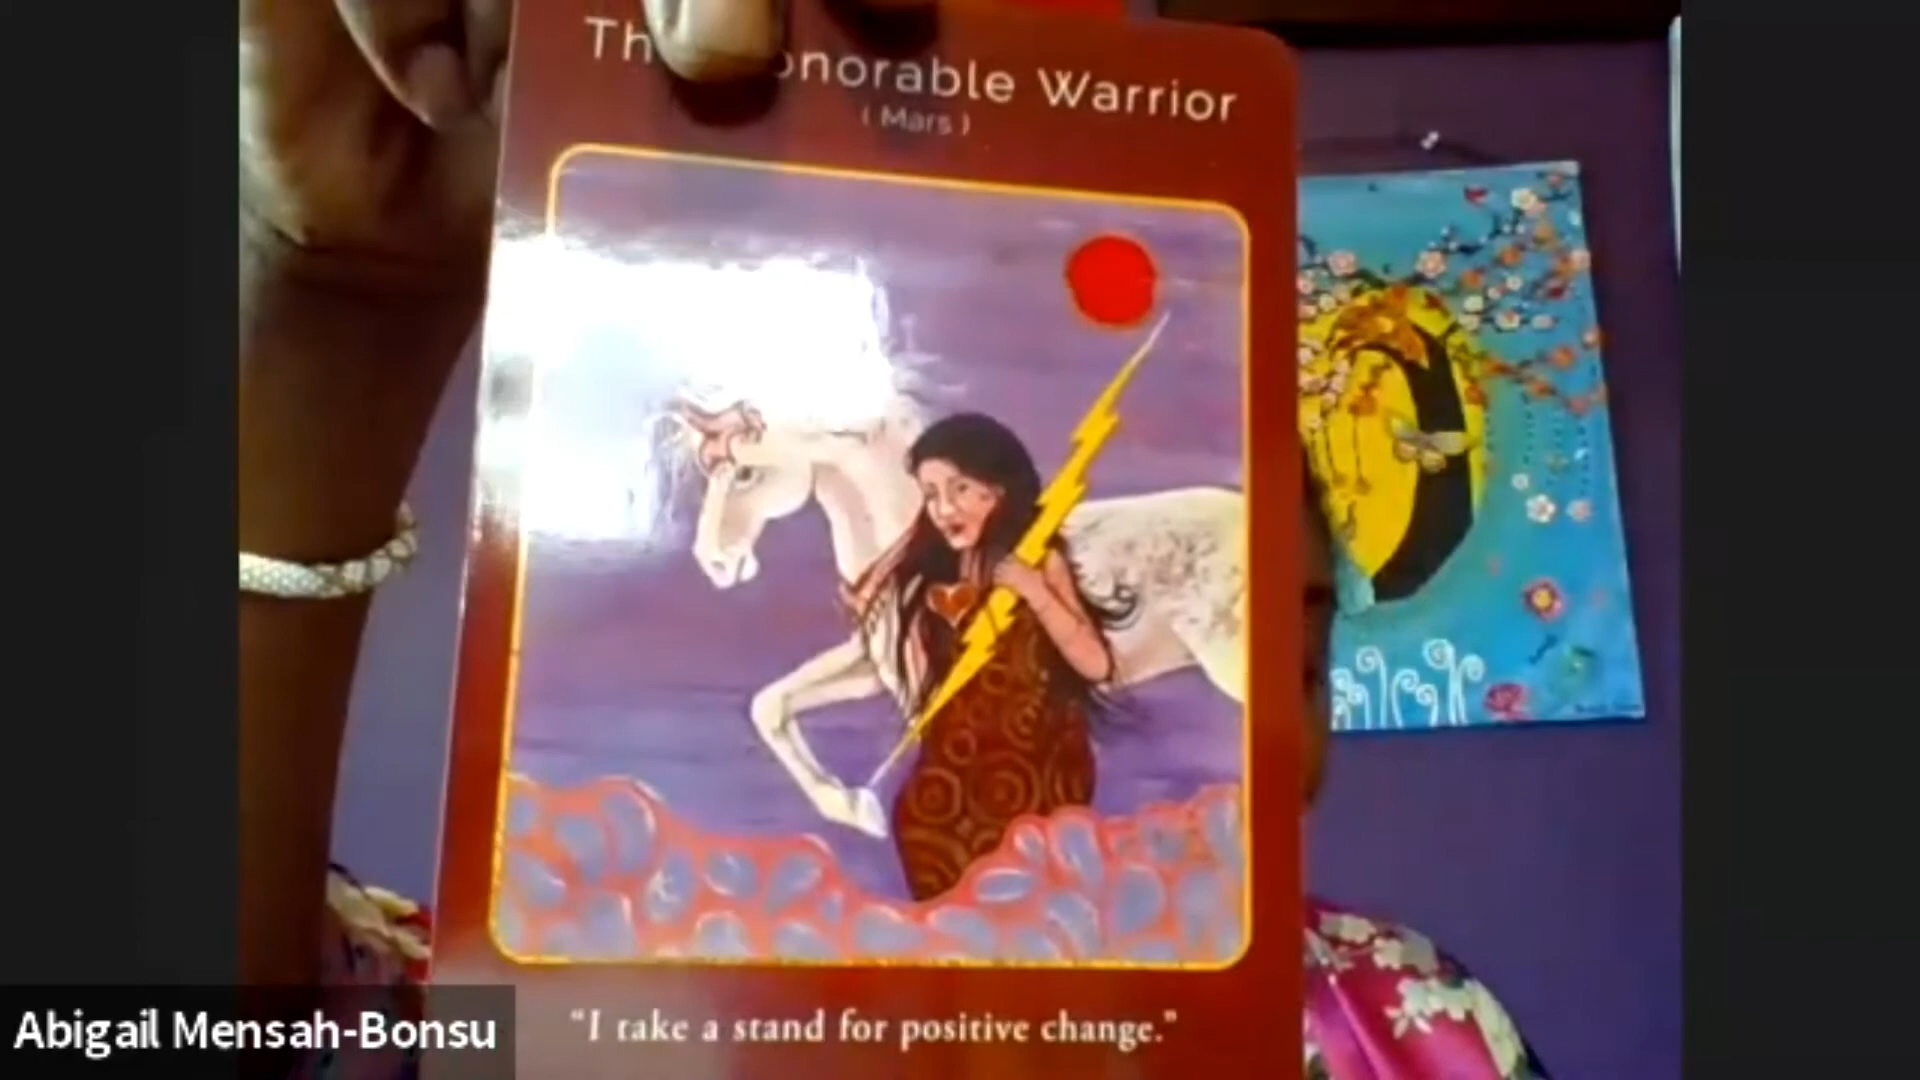 Th onorable Warrior
( Mars )
"I take a stand for positive change."
Abigail Mensah-Bonsu